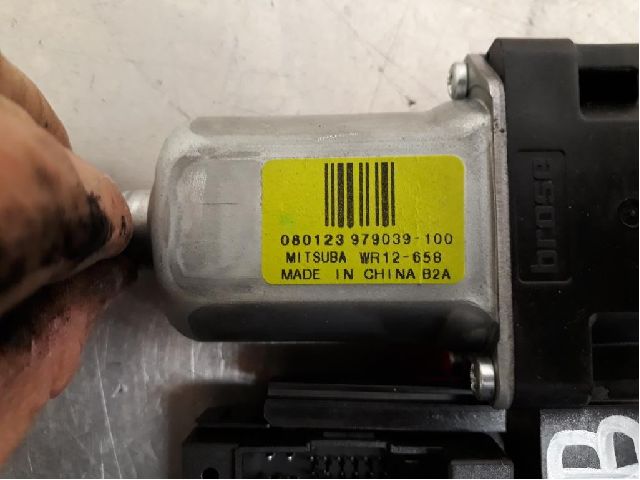 080123 979039-100
MITSUBA WR12-658
MADE IN CHINA B2A
brose
B